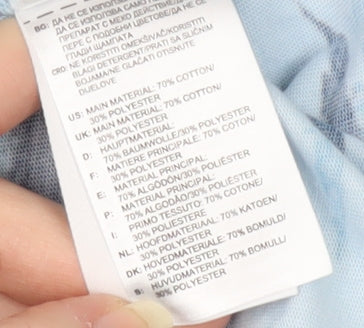 BG: ДА НЕ СЕ ИЗПОЛЗВА
ДА СЕ ИЗПОЛЗВА САМО
ПРЕПАРАТ С МЕКО ДЕЙСТВИЕ/ДА
ПЕРЕ С ПОДОБНИ ЦВЕТОВЕ/ДА НЕ СЕ
ГЛАДИ ЩАМПАТА
CRO: NE KORISTITI OMEKŠIVAČ/KORISTITI
BLAGI DETERGENT/PRATI SA SLIČNIM
BOJAMA/NE GLAČATI OTISNUTE
DIJELOVE
US: MAIN MATERIAL: 70% COTTON/
30% POLYESTER
UK: MAIN MATERIAL: 70% COTTON/
30% POLYESTER
D: HAUPTMATERIAL:
70% BAUMWOLLE/30% POLYESTER
F: MATIERE PRINCIPALE: 70% COTON/
30% POLYESTER
E: MATERIAL PRINCIPAL:
70% ALGODÓN/30% POLIÉSTER
P: MATERIAL PRINCIPAL:
70% ALGODÃO/30% POLIÉSTER
I: PRIMO TESSUTO: 70% COTONE/
30% POLIESTERE
NL: HOOFDMATERIAAL: 70% KATOEN/
30% POLYESTER
DK: HOVEDMATERIALE: 70% BOMULD/
30% POLYESTER
S: HUVUDMATERIAL: 70% BOMULL/
30% POLYESTER